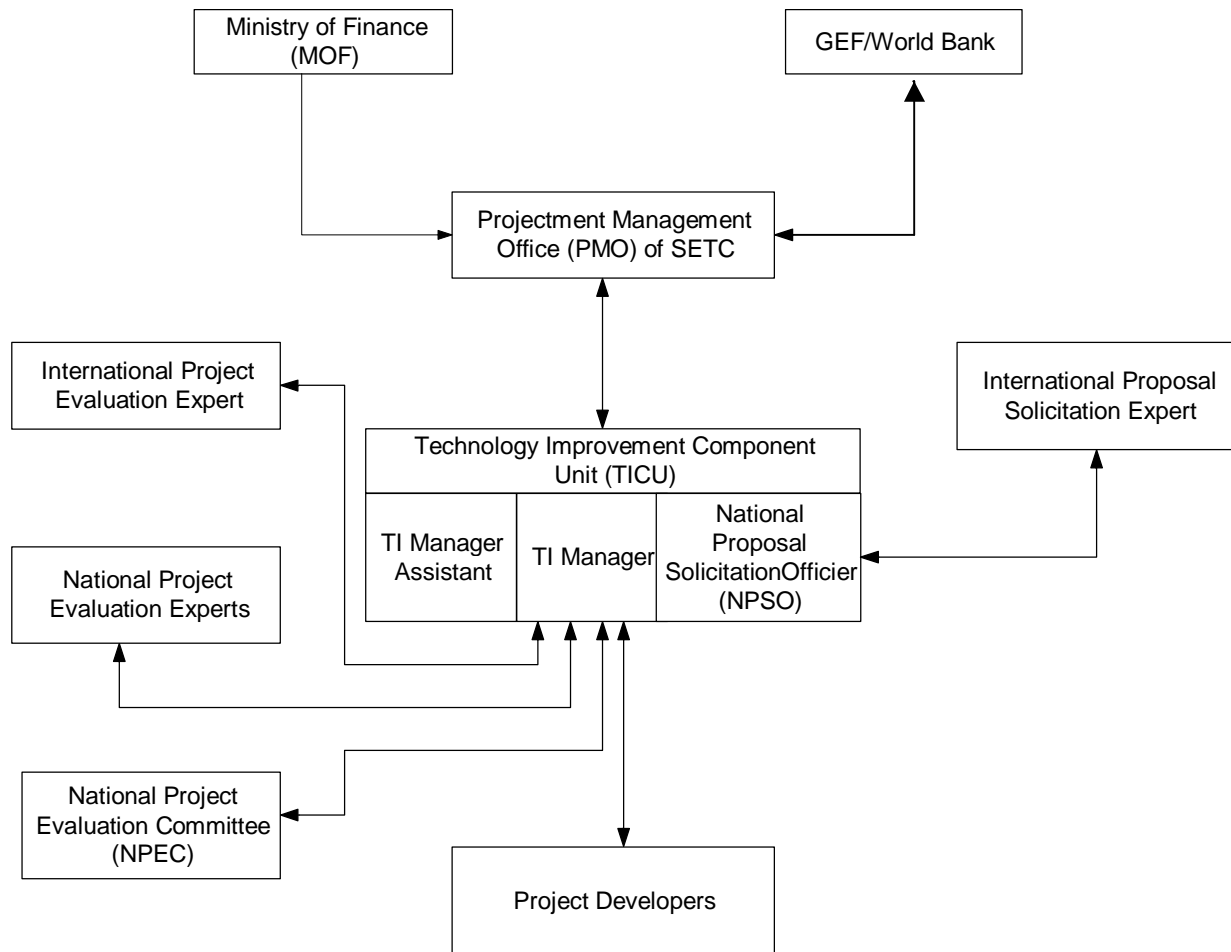 Ministry of Finance
(MOF)
GEF/World Bank
Projectment Management
Office (PMO) of SETC
International Project
Evaluation Expert
International Proposal
Solicitation Expert
Technology Improvement Component
Unit (TICU)
TI Manager
Assistant
TI Manager
National
Proposal
SolicitationOfficier
(NPSO)
National Project
Evaluation Experts
National Project
Evaluation Committee
(NPEC)
Project Developers